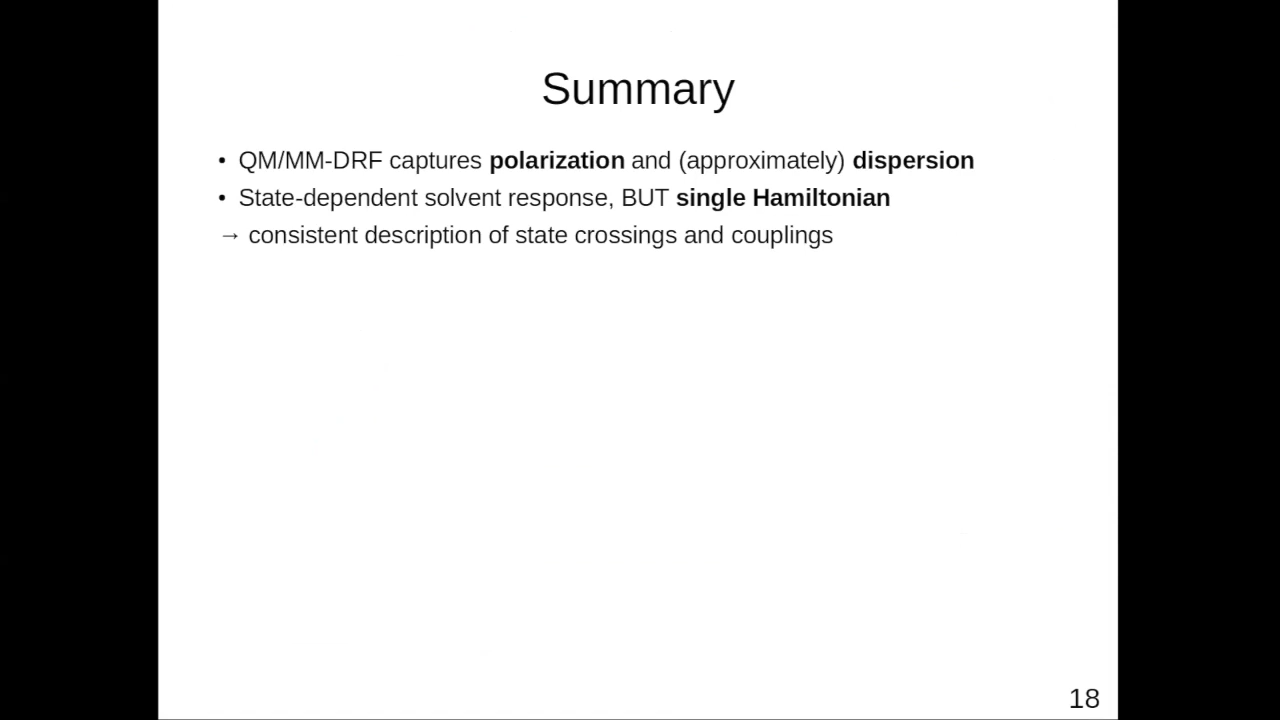 Summary
• QM/MM-DRF captures polarization and (approximately) dispersion
• State-dependent solvent response, BUT single Hamiltonian
→ consistent description of state crossings and couplings
18